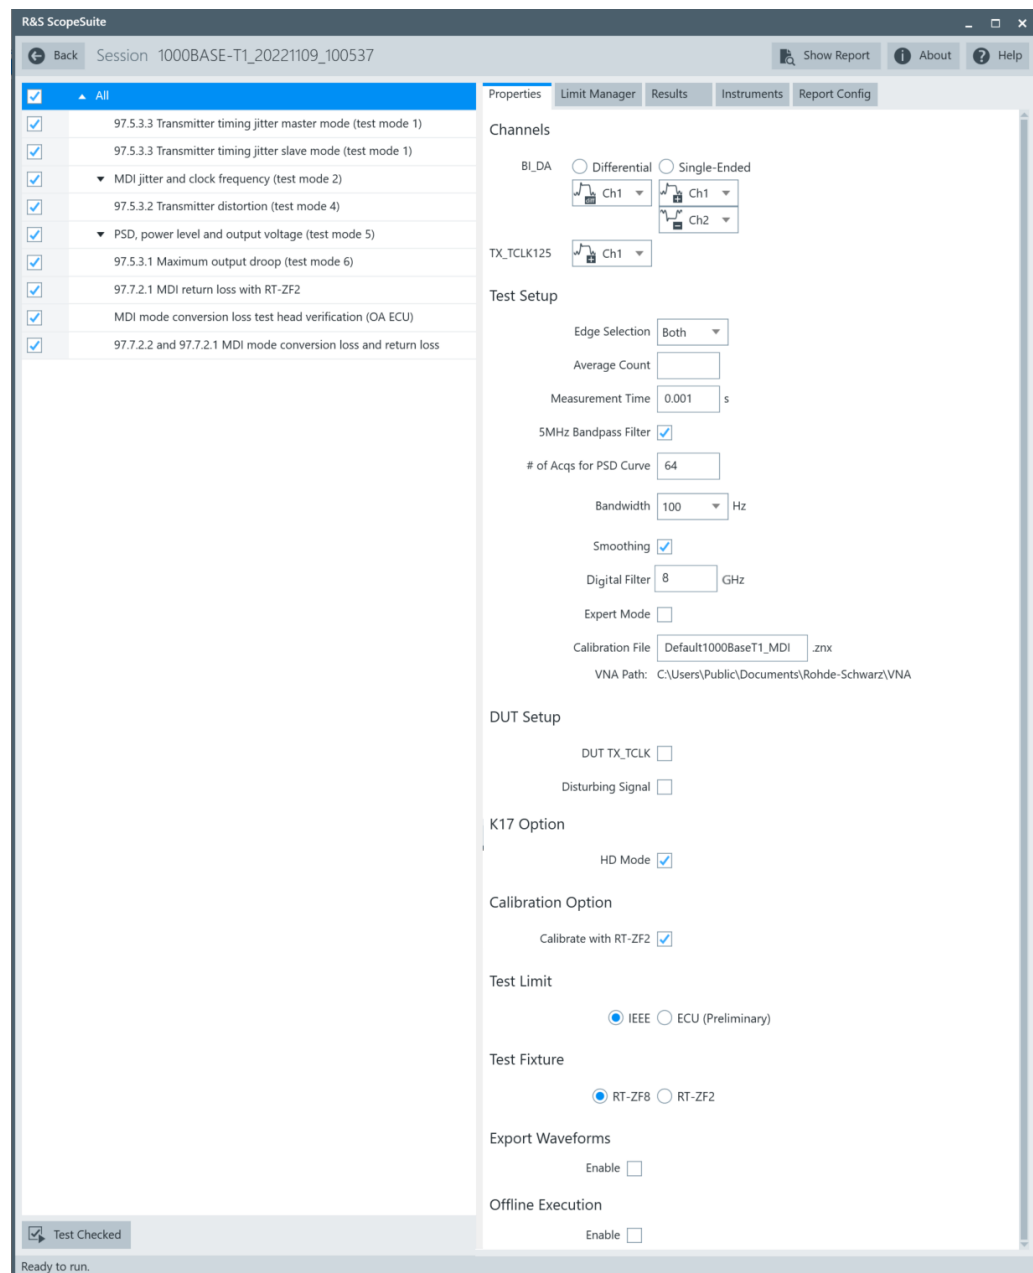 R&S ScopeSuite
Back Session 1000BASE-T1_20221109_100537 Show Report About Help
All
97.5.3.3 Transmitter timing jitter master mode (test mode 1)
97.5.3.3 Transmitter timing jitter slave mode (test mode 1)
MDI jitter and clock frequency (test mode 2)
97.5.3.2 Transmitter distortion (test mode 4)
PSD, power level and output voltage (test mode 5)
97.5.3.1 Maximum output droop (test mode 6)
97.7.2.1 MDI return loss with RT-ZF2
MDI mode conversion loss test head verification (OA ECU)
97.7.2.2 and 97.7.2.1 MDI mode conversion loss and return loss
Test Checked
Ready to run.
Properties Limit Manager Results Instruments Report Config
Channels
BI_DA Differential Single-Ended
diff Ch1 Ch1
Ch2
TX_TCLK125 Ch1
Test Setup
Edge Selection Both
Average Count
Measurement Time 0.001 s
5MHz Bandpass Filter
# of Acqs for PSD Curve 64
Bandwidth 100 Hz
Smoothing
Digital Filter 8 GHz
Expert Mode
Calibration File Default1000BaseT1_MDI .znx
VNA Path: C:\Users\Public\Documents\Rohde-Schwarz\VNA
DUT Setup
DUT TX_TCLK
Disturbing Signal
K17 Option
HD Mode
Calibration Option
Calibrate with RT-ZF2
Test Limit
IEEE ECU (Preliminary)
Test Fixture
RT-ZF8 RT-ZF2
Export Waveforms
Enable
Offline Execution
Enable